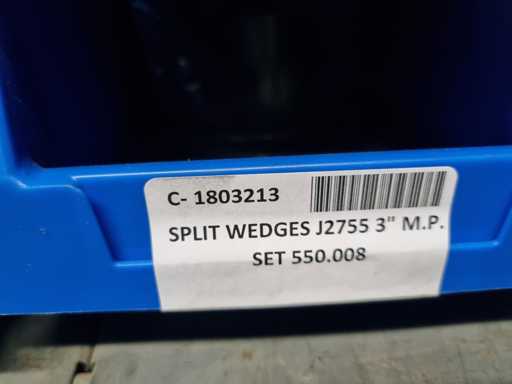 C- 1803213
SPLIT WEDGES J2755 3" M.P.
SET 550.008